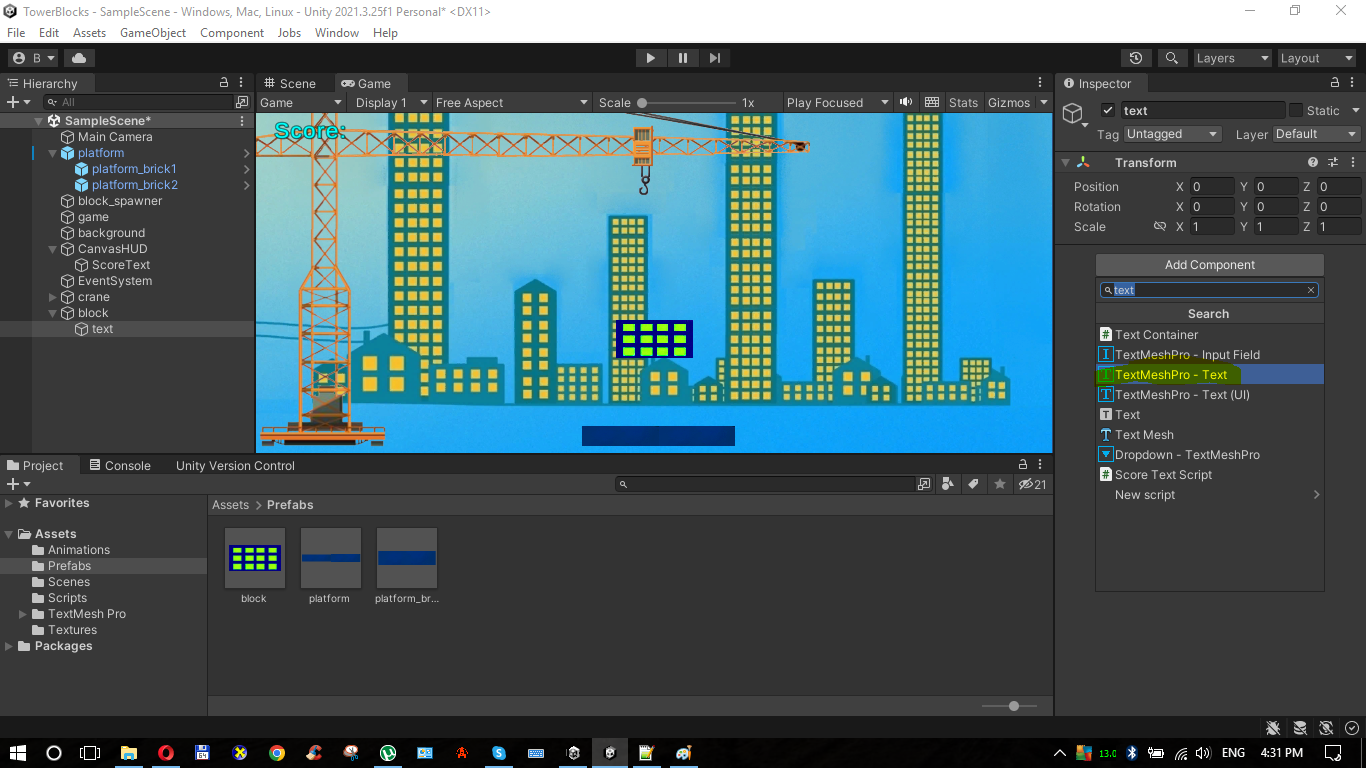 TowerBlocks - SampleScene - Windows, Mac, Linux - Unity 2021.3.25f1 Personal* <DX11>
File Edit Assets GameObject Component Jobs Window Help
B Layers Layout
Hierarchy
All
SampleScene*
Main Camera
platform
platform_brick1
platform_brick2
block_spawner
game
background
CanvasHUD
ScoreText
EventSystem
crane
block
text
Scene Game
Game Display 1 Free Aspect Scale 1x Play Focused Stats Gizmos
Score:
Inspector
text Static
Tag Untagged Layer Default
Transform
Position X 0 Y 0 Z 0
Rotation X 0 Y 0 Z 0
Scale X 1 Y 1 Z 1
Add Component
text
Search
Text Container
TextMeshPro - Input Field
TextMeshPro - Text
TextMeshPro - Text (UI)
Text
Text Mesh
Dropdown - TextMeshPro
Score Text Script
New script
Project Console Unity Version Control
21
Favorites
Assets
Animations
Prefabs
Scenes
Scripts
TextMesh Pro
Textures
Packages
Assets > Prefabs
block platform platform_br...
64 13.0 ENG 4:31 PM